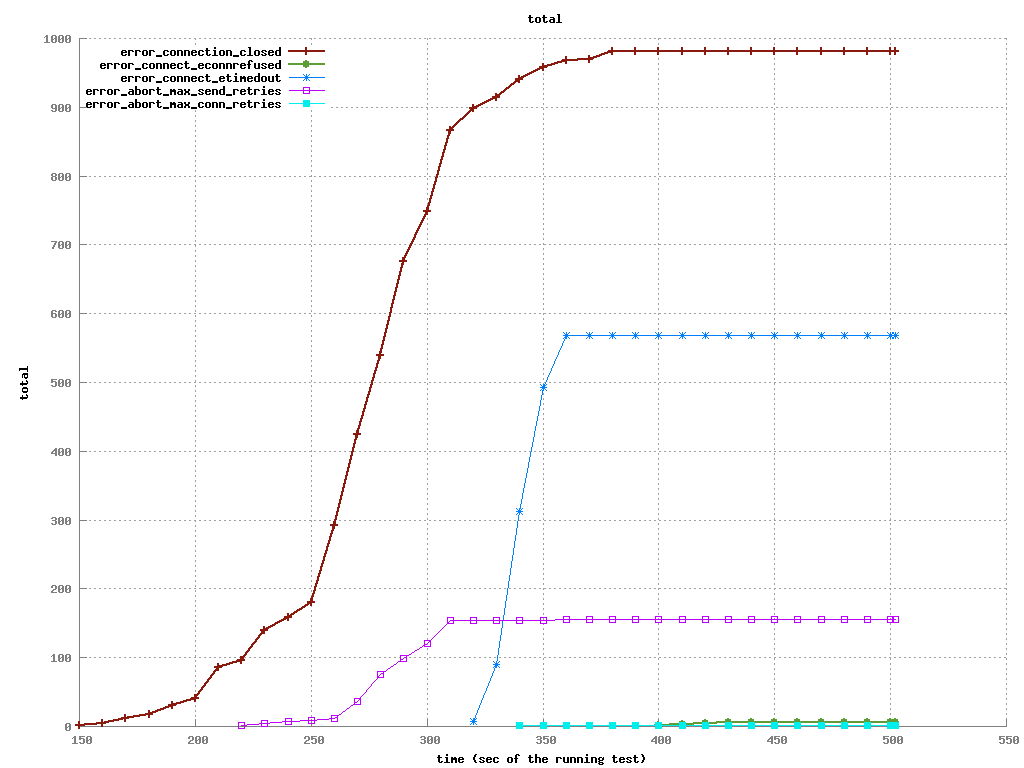 total
error_connection_closed
error_connect_econnrefused
error_connect_etimedout
error_abort_max_send_retries
error_abort_max_conn_retries
1000
900
800
700
600
500
400
300
200
100
0
total
150 200 250 300 350 400 450 500 550
time (sec of the running test)